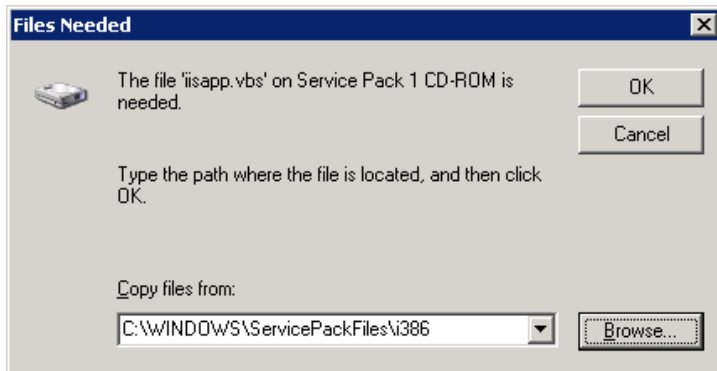 Files Needed
The file 'iisapp.vbs' on Service Pack 1 CD-ROM is
needed.
OK
Cancel
Type the path where the file is located, and then click
OK.
Copy files from:
C:\WINDOWS\ServicePackFiles\i386
Browse...